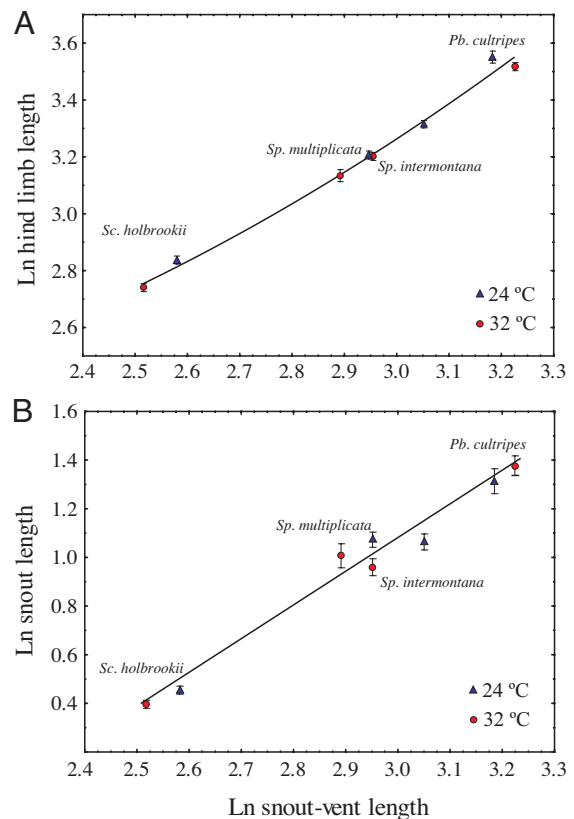 A
3.6
3.4
3.2
3.0
2.8
2.6
Ln hind limb length
Pb. cultripes
Sp. multiplicata
Sp. intermontana
Sc. holbrookii
24 ºC
32 ºC
2.4 2.5 2.6 2.7 2.8 2.9 3.0 3.1 3.2 3.3
B
1.6
1.4
1.2
1.0
0.8
0.6
0.4
Ln snout length
Pb. cultripes
Sp. multiplicata
Sp. intermontana
Sc. holbrookii
24 ºC
32 ºC
2.4 2.5 2.6 2.7 2.8 2.9 3.0 3.1 3.2 3.3
Ln snout-vent length